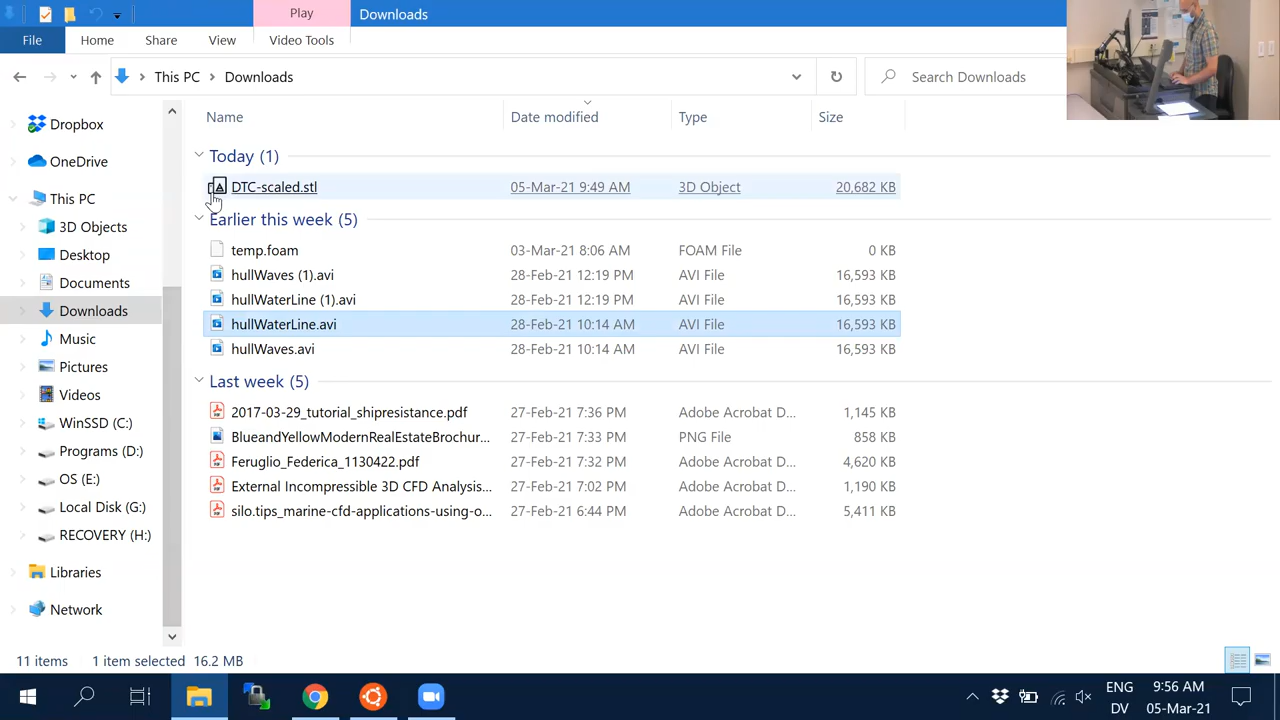 Play
Downloads
File
Home
Share
View
Video Tools
This PC
Downloads
Search Downloads
Name
Date modified
Type
Size
Dropbox
OneDrive
This PC
3D Objects
Desktop
Documents
Downloads
Music
Pictures
Videos
WinSSD (C:)
Programs (D:)
OS (E:)
Local Disk (G:)
RECOVERY (H:)
Libraries
Network
Today (1)
DTC-scaled.stl 05-Mar-21 9:49 AM 3D Object 20,682 KB
Earlier this week (5)
temp.foam 03-Mar-21 8:06 AM FOAM File 0 KB
hullWaves (1).avi 28-Feb-21 12:19 PM AVI File 16,593 KB
hullWaterLine (1).avi 28-Feb-21 12:19 PM AVI File 16,593 KB
hullWaterLine.avi 28-Feb-21 10:14 AM AVI File 16,593 KB
hullWaves.avi 28-Feb-21 10:14 AM AVI File 16,593 KB
Last week (5)
2017-03-29_tutorial_shipresistance.pdf 27-Feb-21 7:36 PM Adobe Acrobat D... 1,145 KB
BlueandYellowModernRealEstateBrochur... 27-Feb-21 7:33 PM PNG File 858 KB
Feruglio_Federica_1130422.pdf 27-Feb-21 7:32 PM Adobe Acrobat D... 4,620 KB
External Incompressible 3D CFD Analysis... 27-Feb-21 7:02 PM Adobe Acrobat D... 1,190 KB
silo.tips_marine-cfd-applications-using-o... 27-Feb-21 6:44 PM Adobe Acrobat D... 5,411 KB
11 items 1 item selected 16.2 MB
ENG
DV
9:56 AM
05-Mar-21